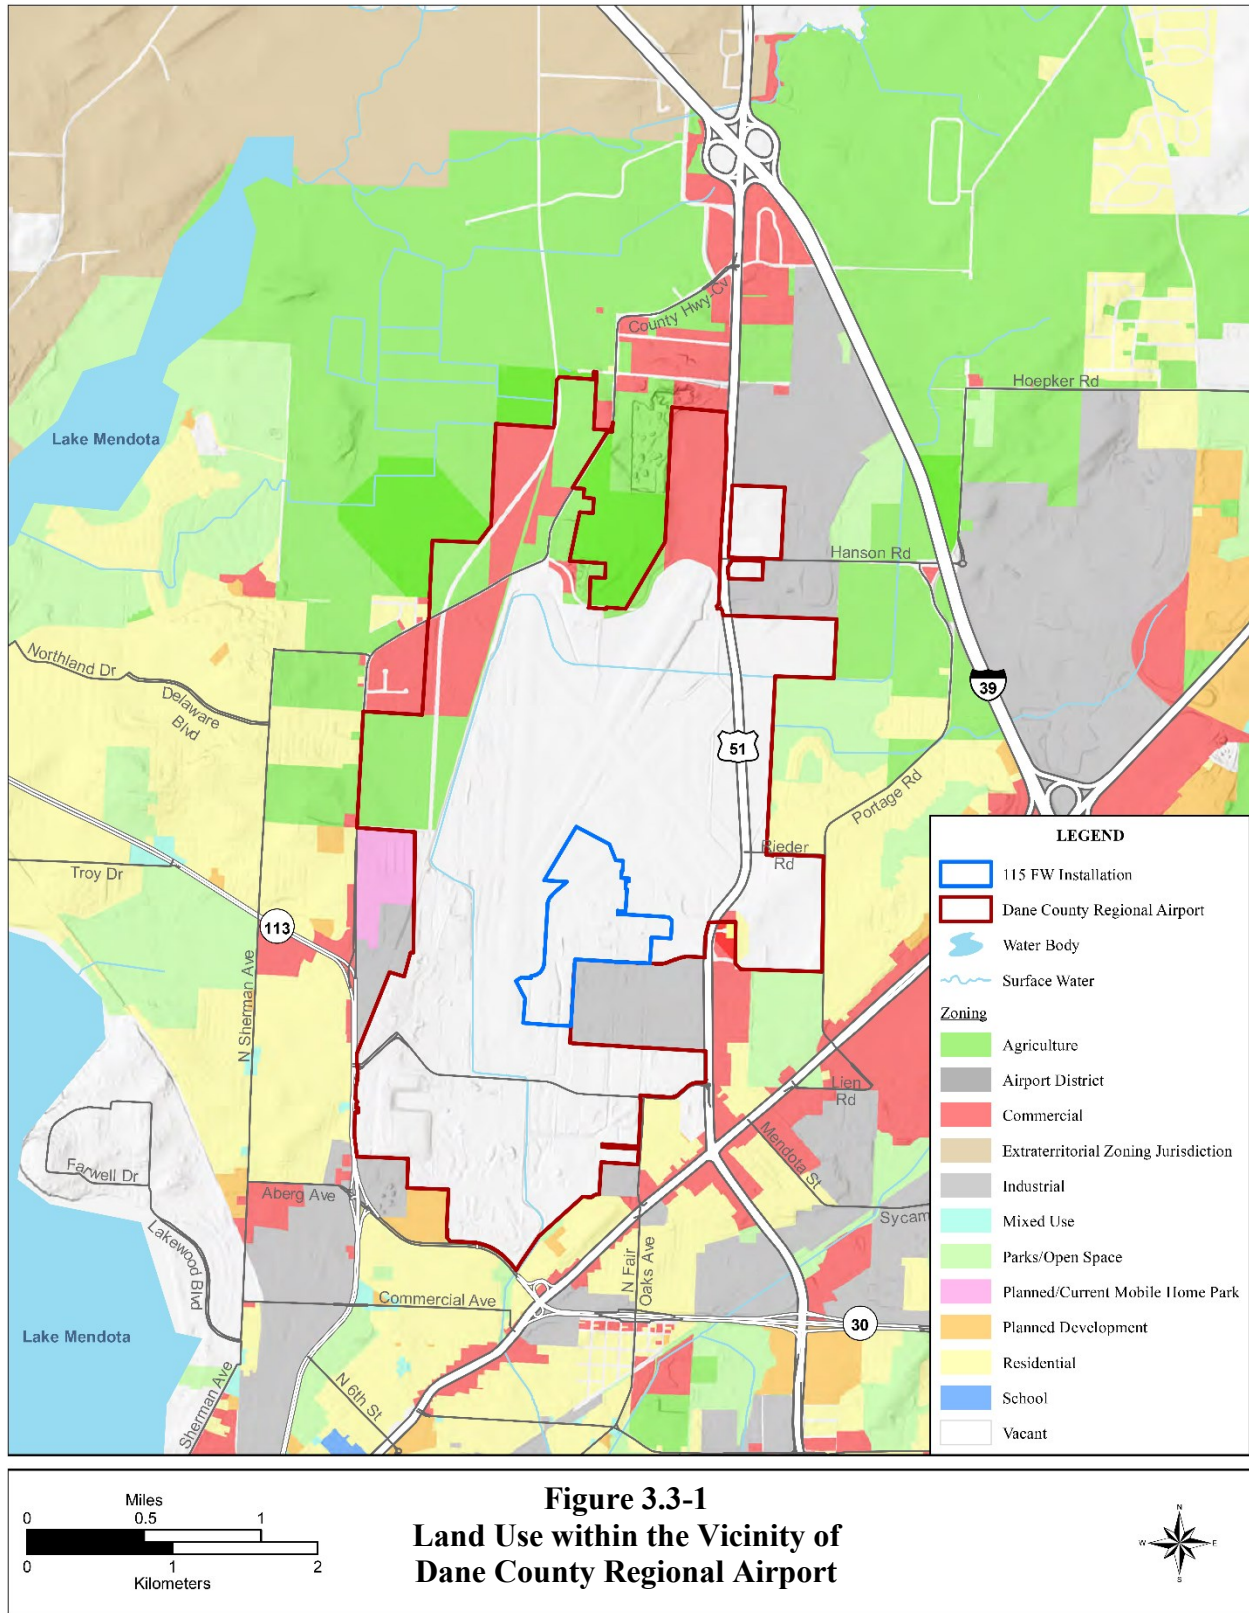 County Hwy-Cv
Hoepker Rd
Lake Mendota
Hanson Rd
Northland Dr
Delaware
Blvd
39
51
Portage Rd
Rieder
Rd
Troy Dr
113
N Sherman Ave
Lien
Rd
Mendota St
Farwell Dr
Aberg Ave
Sycam
Lakewood Blvd
N Fair
Oaks Ave
Commercial Ave
30
Lake Mendota
Sherman Ave
N 6th St
LEGEND
115 FW Installation
Dane County Regional Airport
Water Body
Surface Water
Zoning
Agriculture
Airport District
Commercial
Extraterritorial Zoning Jurisdiction
Industrial
Mixed Use
Parks/Open Space
Planned/Current Mobile Home Park
Planned Development
Residential
School
Vacant
Miles
0 0.5 1
0 1 2
Kilometers
Figure 3.3-1
Land Use within the Vicinity of
Dane County Regional Airport
N
W E
S